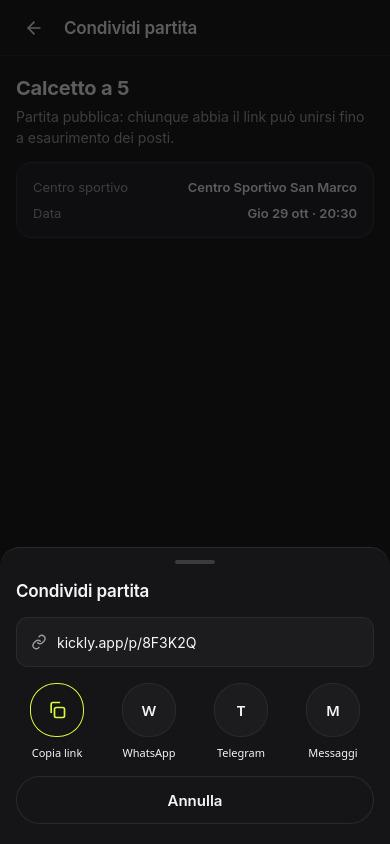 Condividi partita
Calcetto a 5
Partita pubblica: chiunque abbia il link può unirsi fino
a esaurimento dei posti.
Centro sportivo Centro Sportivo San Marco
Data Gio 29 ott · 20:30
Condividi partita
kickly.app/p/8F3K2Q
W T M
Copia link WhatsApp Telegram Messaggi
Annulla